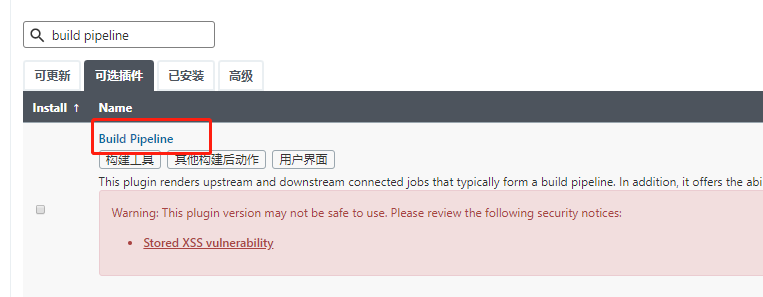 build pipeline
可更新 可选插件 已安装 高级
Install ↑ Name
Build Pipeline
构建工具 其他构建后动作 用户界面
This plugin renders upstream and downstream connected jobs that typically form a build pipeline. In addition, it offers the abi
Warning: This plugin version may not be safe to use. Please review the following security notices:
• Stored XSS vulnerability